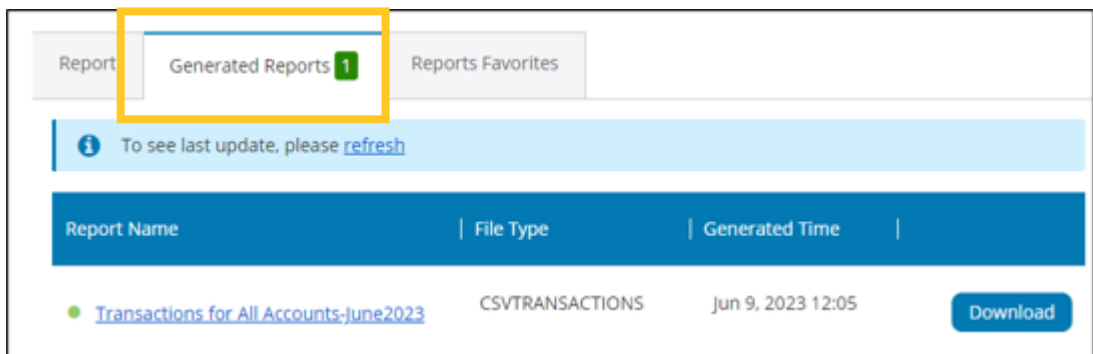 Report Generated Reports 1 Reports Favorites
To see last update, please refresh
Report Name File Type Generated Time
Transactions for All Accounts-June2023 CSVTRANSACTIONS Jun 9, 2023 12:05 Download